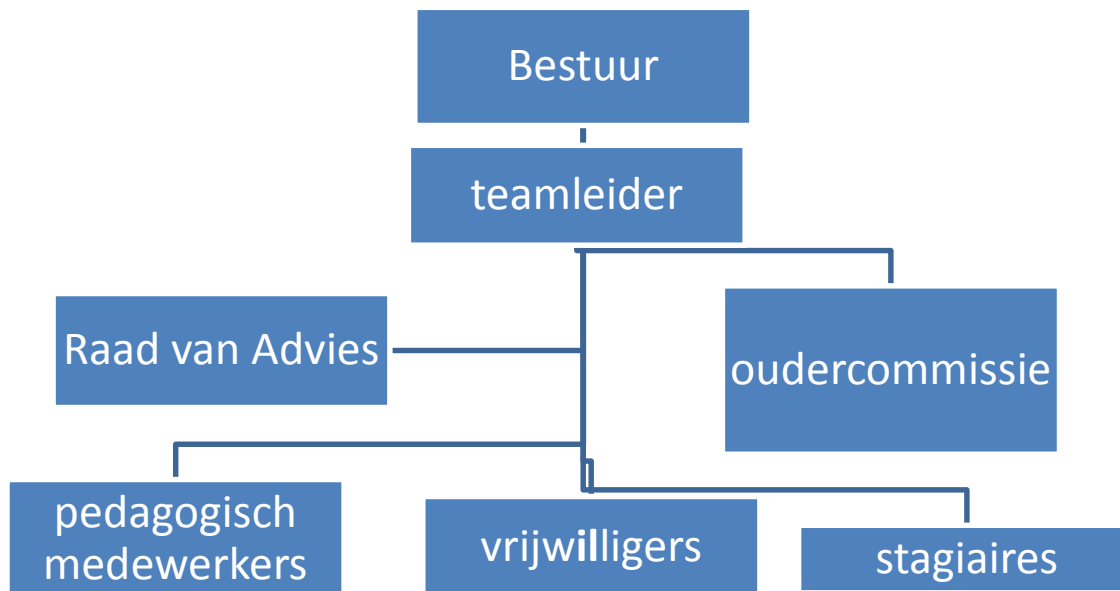 Bestuur
teamleider
Raad van Advies
oudercommissie
pedagogisch
medewerkers
vrijwilligers
stagiaires